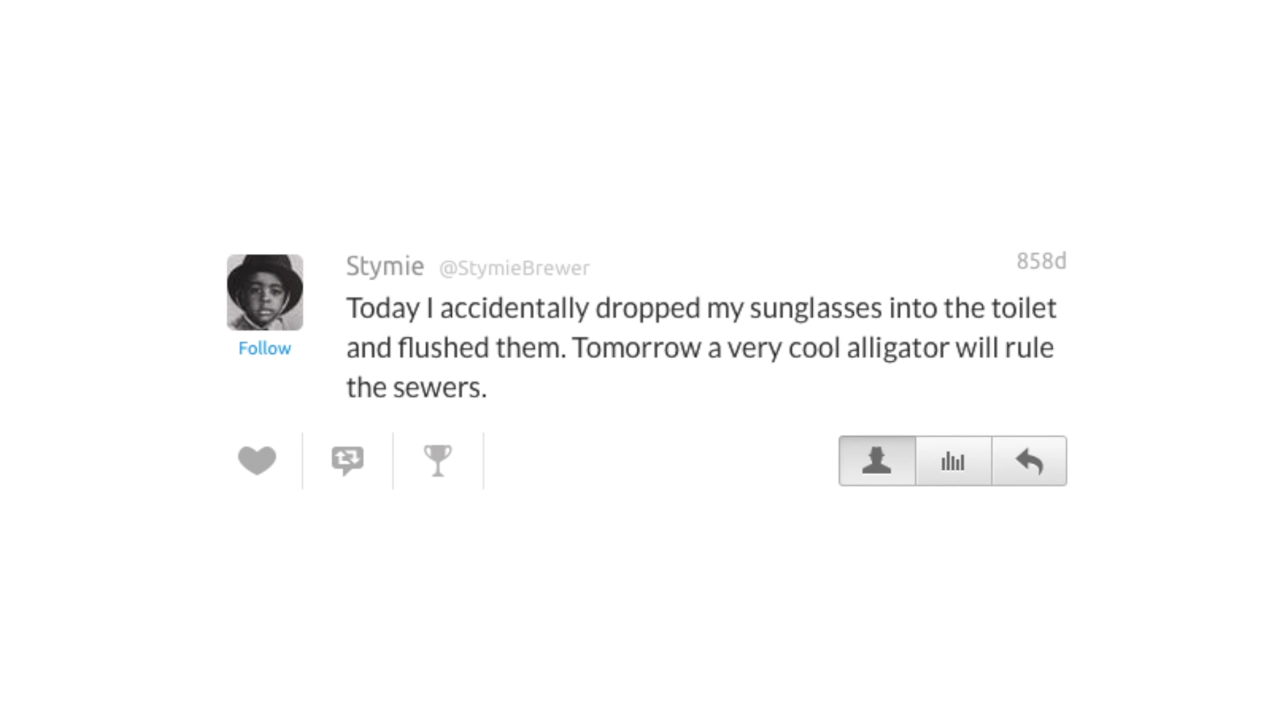 Stymie @StymieBrewer 858d
Today I accidentally dropped my sunglasses into the toilet
and flushed them. Tomorrow a very cool alligator will rule
the sewers.
Follow